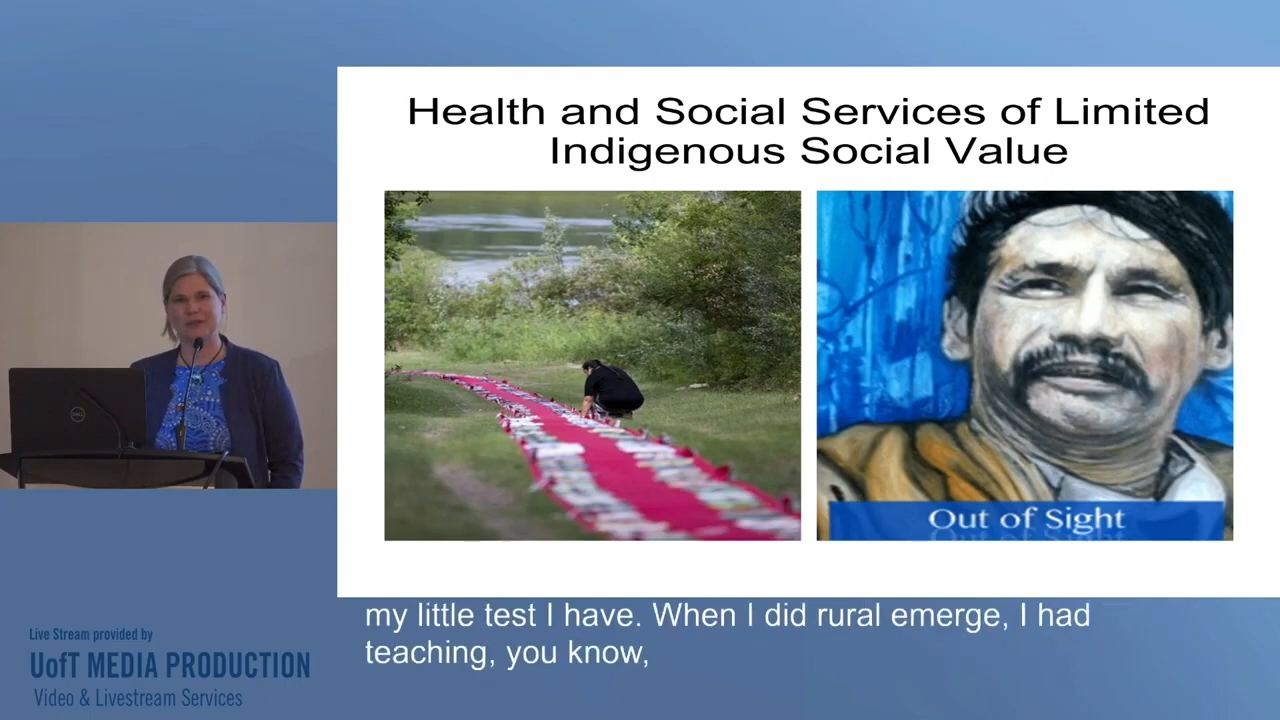 Health and Social Services of Limited
Indigenous Social Value
Out of Sight
DELL
my little test I have. When I did rural emerge, I had
teaching, you know,
Live Stream provided by
UofT MEDIA PRODUCTION
Video & Livestream Services